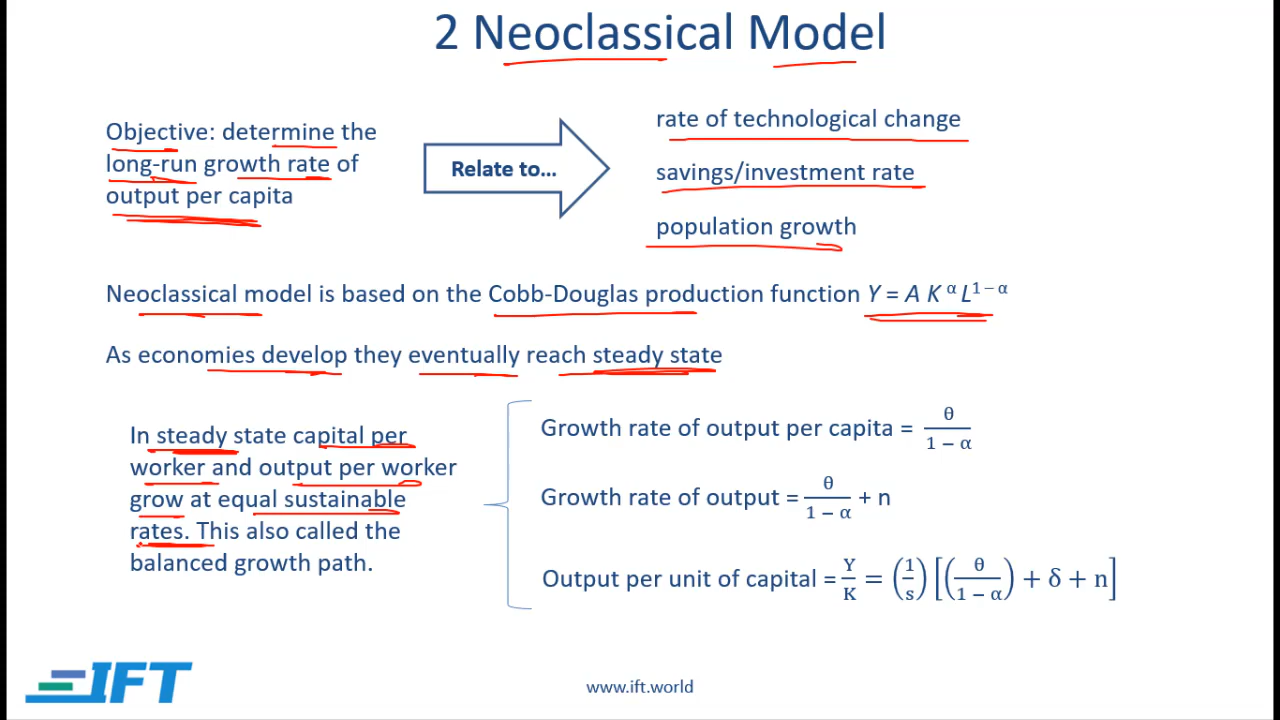 2 Neoclassical Model
Objective: determine the
long-run growth rate of
output per capita
Relate to...
rate of technological change
savings/investment rate
population growth
Neoclassical model is based on the Cobb-Douglas production function Y = A K^α L^(1−α)
As economies develop they eventually reach steady state
In steady state capital per
worker and output per worker
grow at equal sustainable
rates. This also called the
balanced growth path.
Growth rate of output per capita = θ/(1 − α)
Growth rate of output = θ/(1 − α) + n
Output per unit of capital = Y/K = (1/s) [(θ/(1 − α)) + δ + n]
IFT
www.ift.world